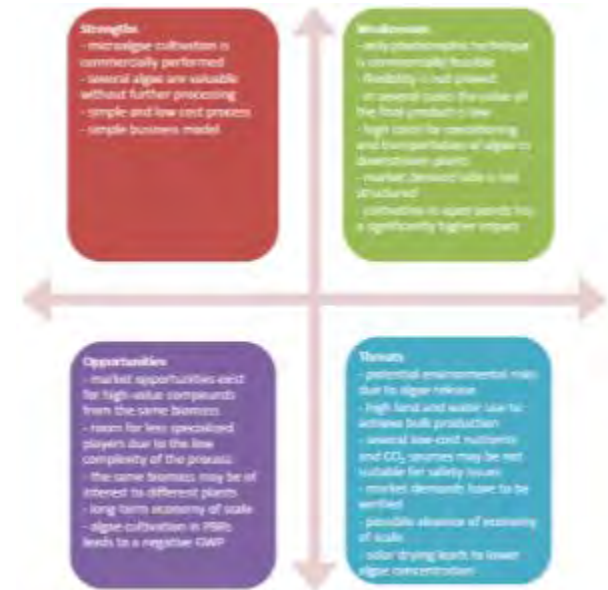 Strengths
- microalgae cultivation is
commercially performed
- several algae are valuable
without further processing
- simple and low cost process
- simple business model
Weaknesses
- only phototrophic technique
is commercially feasible
- flexibility is not proved
- in several cases the value of
the final product is low
- high costs for conditioning
and transportation of algae to
downstream plants
- market demand side is not
structured
- cultivation in open ponds has
a significantly higher impact
Opportunities
- market opportunities exist
for high-value compounds
from the same biomass
- room for less specialized
players due to the low
complexity of the process
- the same biomass may be of
interest to different plants
- long-term economy of scale
- algae cultivation in PBRs
leads to a negative GWP
Threats
- potential environmental risks
due to algae release
- high land and water use to
achieve bulk production
- several low-cost nutrients
and CO₂ sources may be not
suitable for safety issues
- market demands have to be
verified
- possible absence of economy
of scale
- solar drying leads to lower
algae concentration